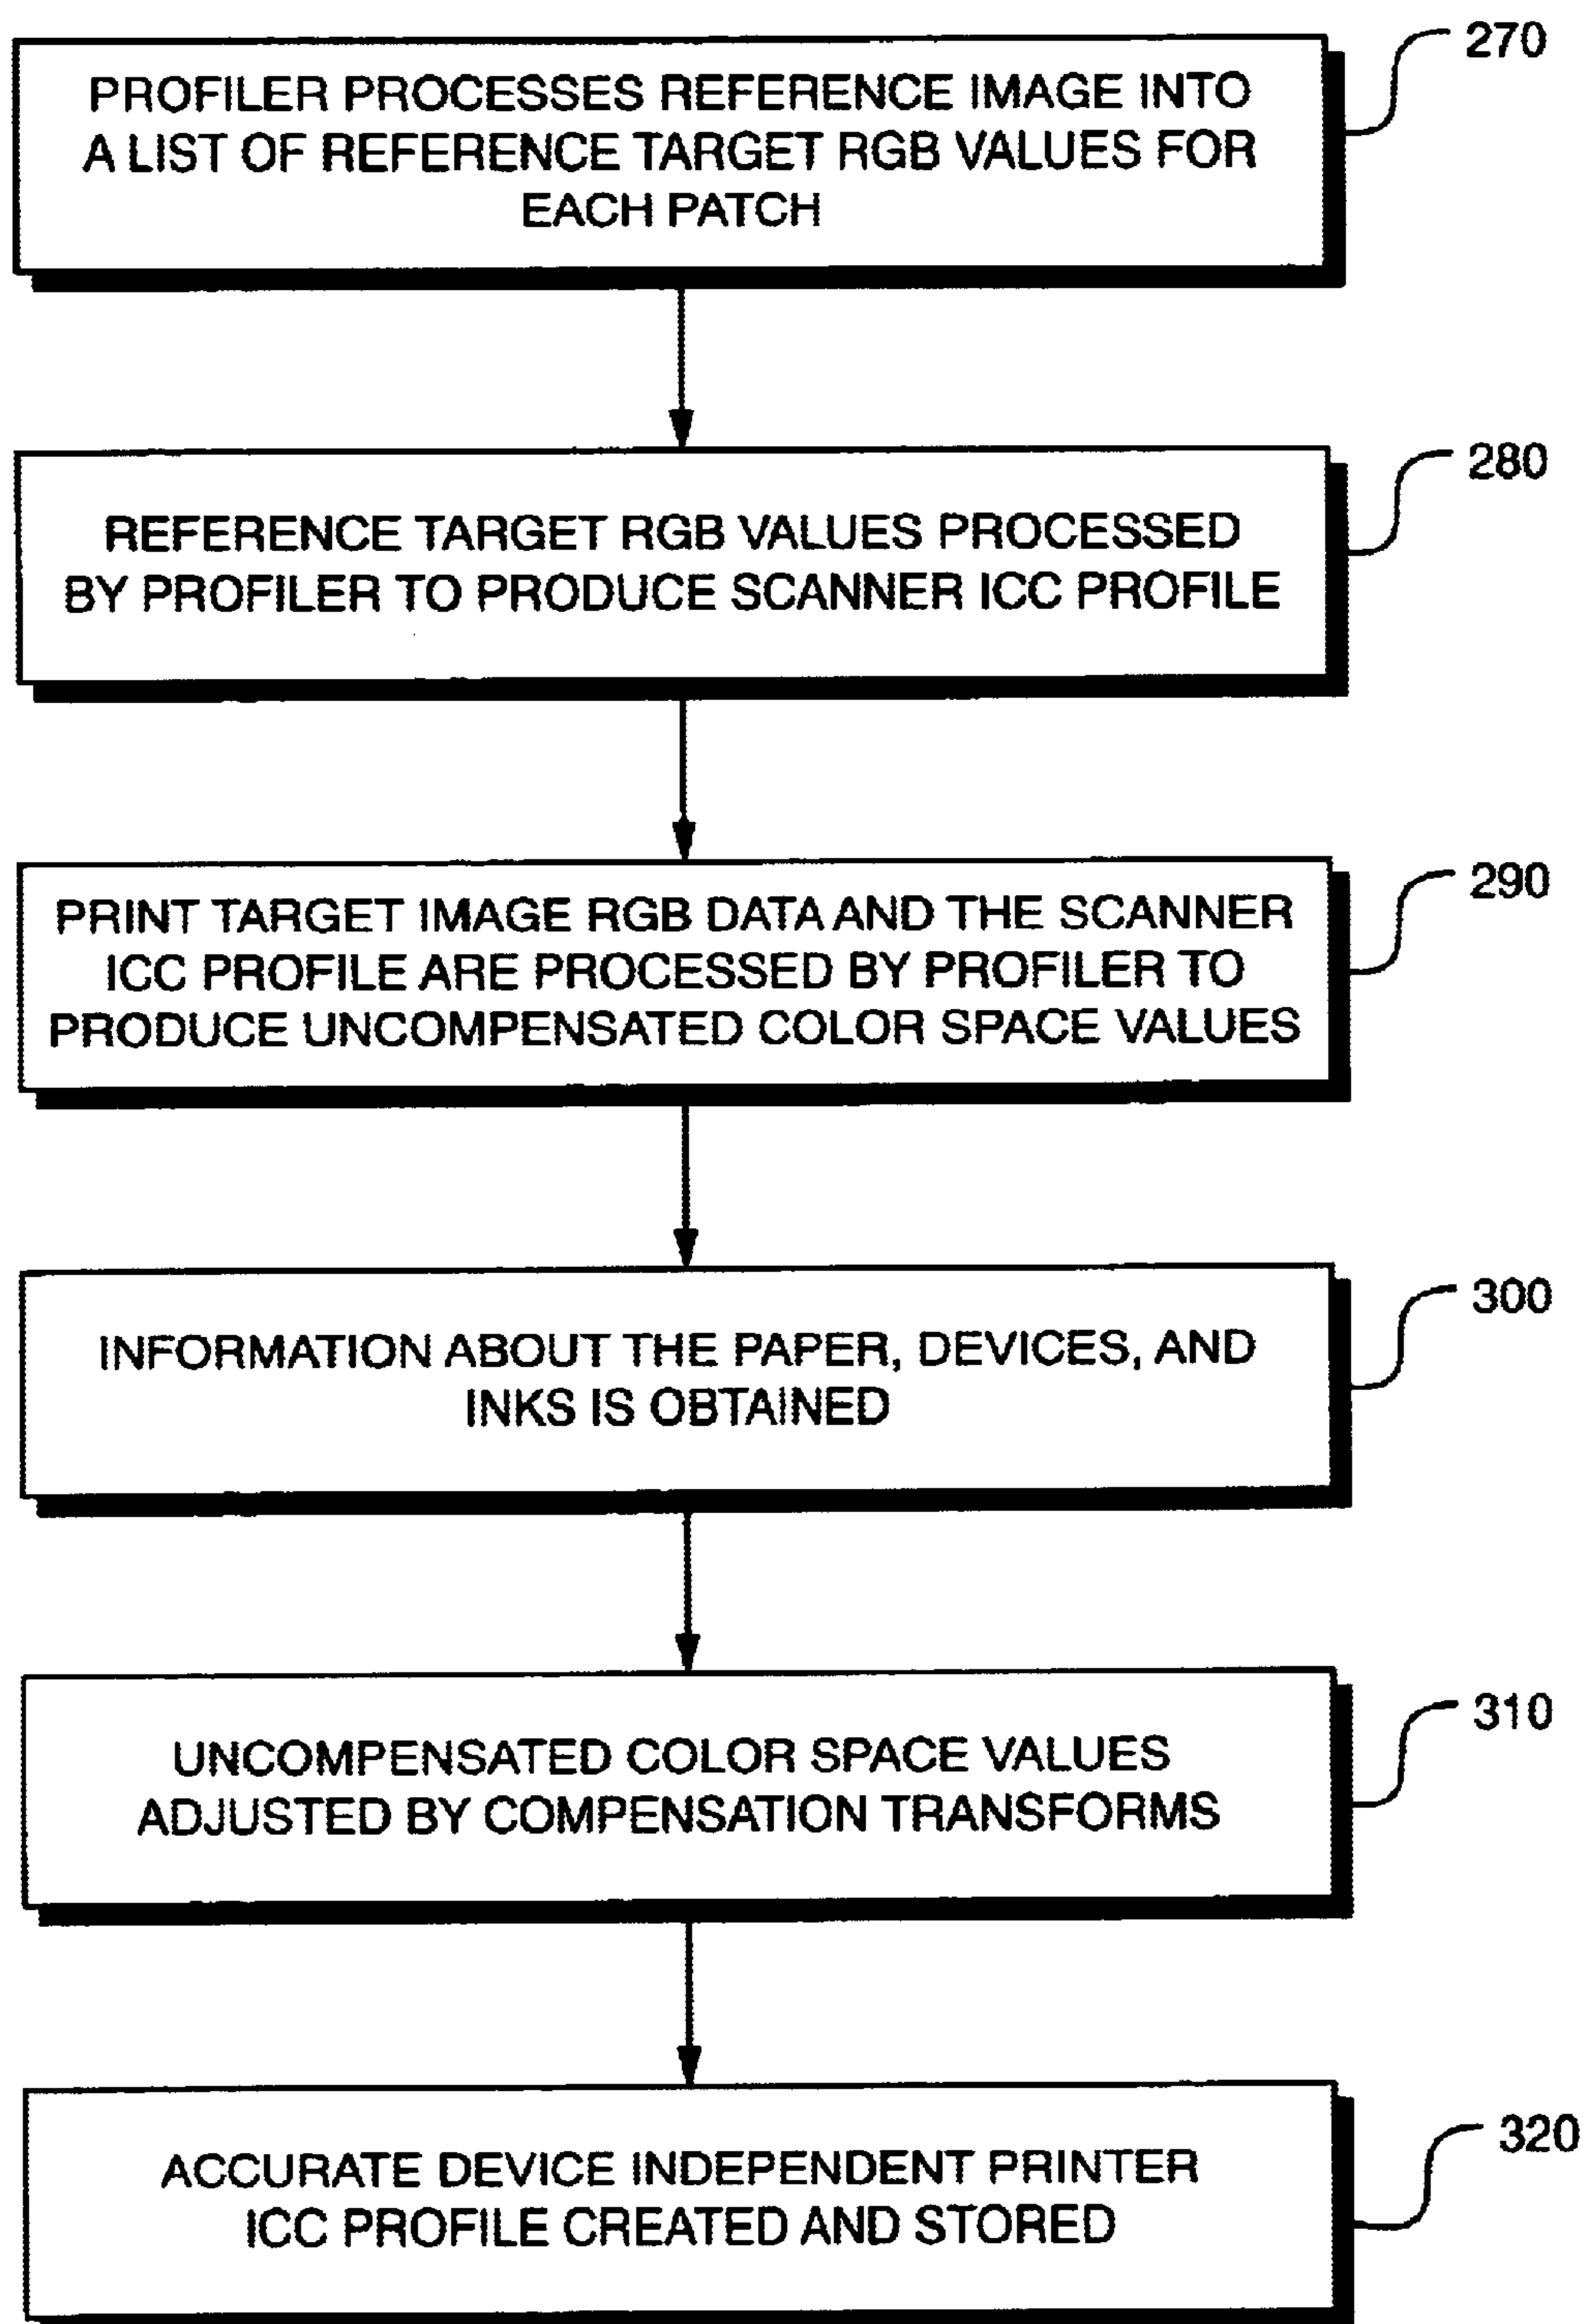 270
PROFILER PROCESSES REFERENCE IMAGE INTO
A LIST OF REFERENCE TARGET RGB VALUES FOR
EACH PATCH
280
REFERENCE TARGET RGB VALUES PROCESSED
BY PROFILER TO PRODUCE SCANNER ICC PROFILE
290
PRINT TARGET IMAGE RGB DATA AND THE SCANNER
ICC PROFILE ARE PROCESSED BY PROFILER TO
PRODUCE UNCOMPENSATED COLOR SPACE VALUES
300
INFORMATION ABOUT THE PAPER, DEVICES, AND
INKS IS OBTAINED
310
UNCOMPENSATED COLOR SPACE VALUES
ADJUSTED BY COMPENSATION TRANSFORMS
320
ACCURATE DEVICE INDEPENDENT PRINTER
ICC PROFILE CREATED AND STORED